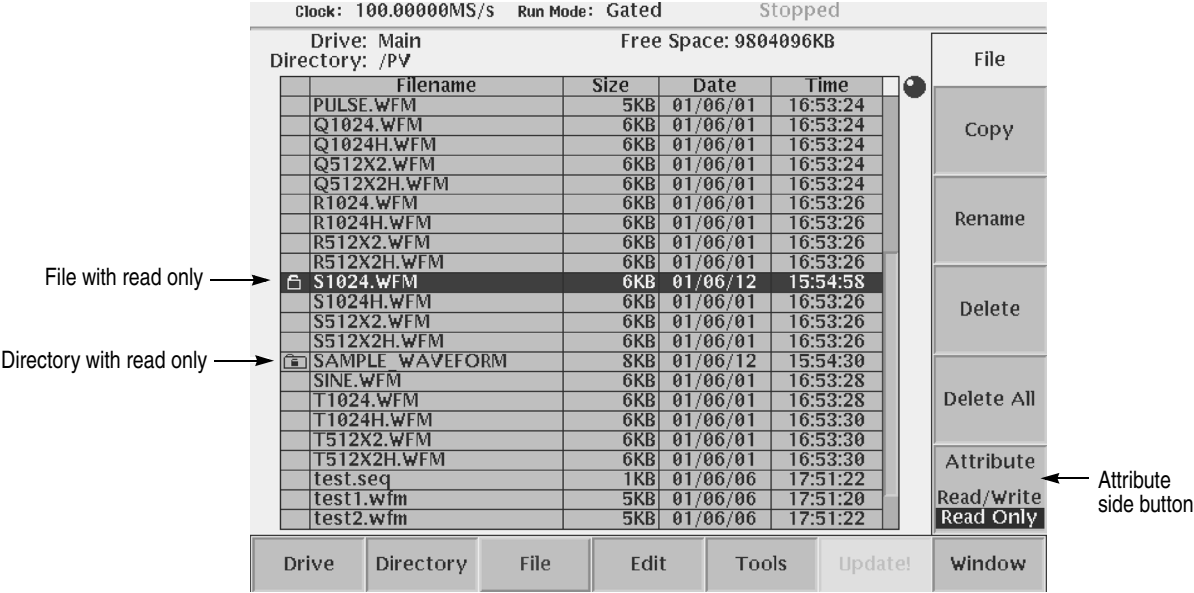 Clock: 100.00000MS/s Run Mode: Gated Stopped
Drive: Main Free Space: 9804096KB
Directory: /PV
File
Filename Size Date Time
PULSE.WFM 5KB 01/06/01 16:53:24
Q1024.WFM 6KB 01/06/01 16:53:24
Q1024H.WFM 6KB 01/06/01 16:53:24
Q512X2.WFM 6KB 01/06/01 16:53:24
Q512X2H.WFM 6KB 01/06/01 16:53:24
R1024.WFM 6KB 01/06/01 16:53:26
R1024H.WFM 6KB 01/06/01 16:53:26
R512X2.WFM 6KB 01/06/01 16:53:26
R512X2H.WFM 6KB 01/06/01 16:53:26
S1024.WFM 6KB 01/06/12 15:54:58
S1024H.WFM 6KB 01/06/01 16:53:26
S512X2.WFM 6KB 01/06/01 16:53:26
S512X2H.WFM 6KB 01/06/01 16:53:26
SAMPLE_WAVEFORM 8KB 01/06/12 15:54:30
SINE.WFM 6KB 01/06/01 16:53:28
T1024.WFM 6KB 01/06/01 16:53:28
T1024H.WFM 6KB 01/06/01 16:53:30
T512X2.WFM 6KB 01/06/01 16:53:30
T512X2H.WFM 6KB 01/06/01 16:53:30
test.seq 1KB 01/06/06 17:51:22
test1.wfm 5KB 01/06/06 17:51:20
test2.wfm 5KB 01/06/06 17:51:22
File with read only
Directory with read only
Copy
Rename
Delete
Delete All
Attribute
Read/Write
Read Only
Attribute
side button
Drive Directory File Edit Tools Update! Window